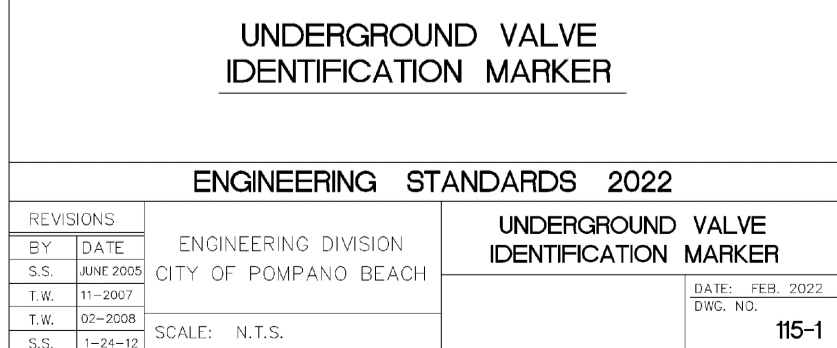 UNDERGROUND VALVE
IDENTIFICATION MARKER
ENGINEERING STANDARDS 2022
REVISIONS
BY DATE
S.S. JUNE 2005
T.W. 11-2007
T.W. 02-2008
S.S. 1-24-12
ENGINEERING DIVISION
CITY OF POMPANO BEACH
SCALE: N.T.S.
UNDERGROUND VALVE
IDENTIFICATION MARKER
DATE: FEB. 2022
DWG. NO.
115-1